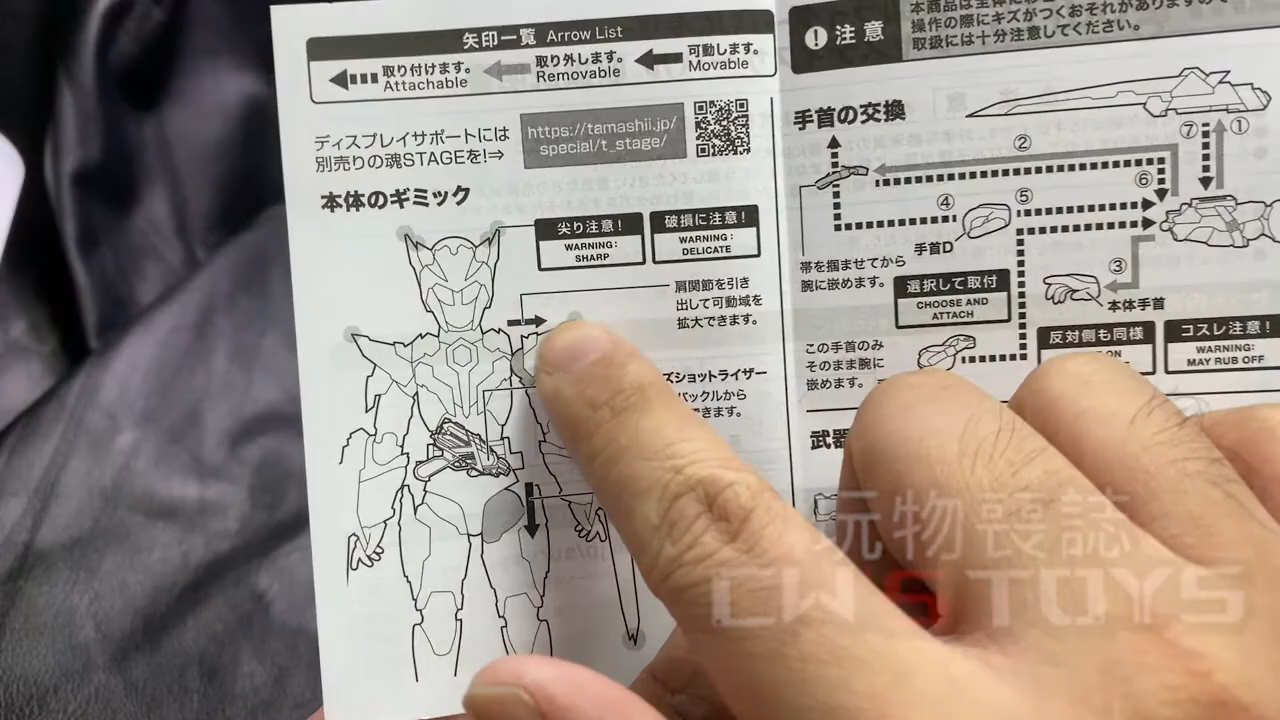 矢印一覧 Arrow List
取り付けます。
Attachable
取り外します。
Removable
可動します。
Movable
ディスプレイサポートには
別売りの魂STAGEを!⇒
https://tamashii.jp/
special/t_stage/
本体のギミック
尖り注意!
WARNING:
SHARP
破損に注意!
WARNING:
DELICATE
肩関節を引き
出して可動域を
拡大できます。
ズショットライザー
バックルから
できます。
注意
本商品は全体に
操作の際にキズがつくおそれがありますので
取扱には十分注意してください。
手首の交換
①
②
③
④
⑤
⑥
⑦
手首D
帯を掴ませてから
腕に嵌めます。
選択して取付
CHOOSE AND
ATTACH
本体手首
この手首のみ
そのまま腕に
嵌めます。
反対側も同様
ON
コスレ注意!
WARNING:
MAY RUB OFF
武器
玩物喪誌
CW'S TOYS